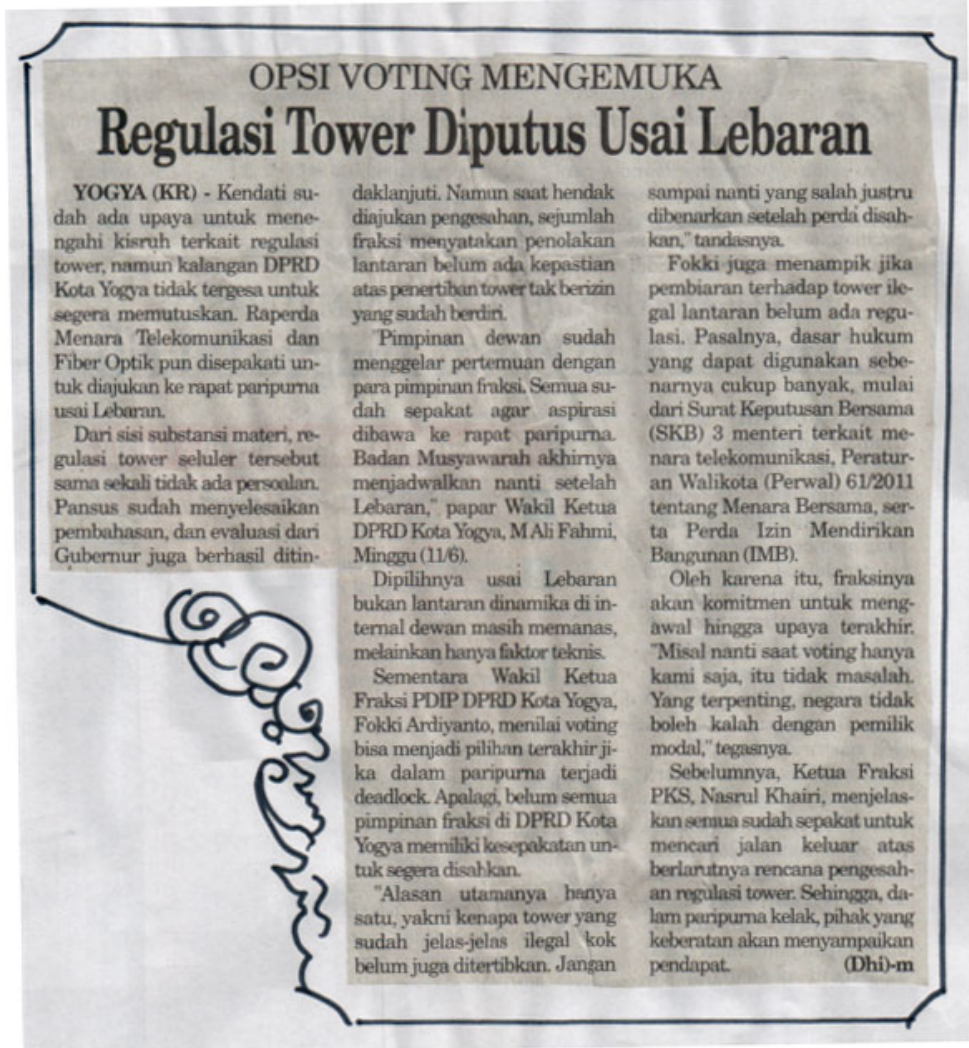 OPSI VOTING MENGEMUKA
Regulasi Tower Diputus Usai Lebaran
YOGYA (KR) - Kendati su-
dah ada upaya untuk mene-
ngahi kisruh terkait regulasi
tower, namun kalangan DPRD
Kota Yogya tidak tergesa untuk
segera memutuskan. Raperda
Menara Telekomunikasi dan
Fiber Optik pun disepakati un-
tuk diajukan ke rapat paripurna
usai Lebaran.
Dari sisi substansi materi, re-
gulasi tower seluler tersebut
sama sekali tidak ada persoalan.
Pansus sudah menyelesaikan
pembahasan, dan evaluasi dari
Gubernur juga berhasil ditin-
daklanjuti. Namun saat hendak
diajukan pengesahan, sejumlah
fraksi menyatakan penolakan
lantaran belum ada kepastian
atas penertiban tower tak berizin
yang sudah berdiri.
"Pimpinan dewan sudah
menggelar pertemuan dengan
para pimpinan fraksi. Semua su-
dah sepakat agar aspirasi
dibawa ke rapat paripurna.
Badan Musyawarah akhirnya
menjadwalkan nanti setelah
Lebaran," papar Wakil Ketua
DPRD Kota Yogya, M Ali Fahmi,
Minggu (11/6).
Dipilihnya usai Lebaran
bukan lantaran dinamika di in-
ternal dewan masih memanas,
melainkan hanya faktor teknis.
Sementara Wakil Ketua
Fraksi PDIP DPRD Kota Yogya,
Fokki Ardiyanto, menilai voting
bisa menjadi pilihan terakhir ji-
ka dalam paripurna terjadi
deadlock. Apalagi, belum semua
pimpinan fraksi di DPRD Kota
Yogya memiliki kesepakatan un-
tuk segera disahkan.
"Alasan utamanya hanya
satu, yakni kenapa tower yang
sudah jelas-jelas ilegal kok
belum juga ditertibkan. Jangan
sampai nanti yang salah justru
dibenarkan setelah perda disah-
kan," tandasnya.
Fokki juga menampik jika
pembiaran terhadap tower ile-
gal lantaran belum ada regu-
lasi. Pasalnya, dasar hukum
yang dapat digunakan sebe-
narnya cukup banyak, mulai
dari Surat Keputusan Bersama
(SKB) 3 menteri terkait me-
nara telekomunikasi, Peratur-
an Walikota (Perwal) 61/2011
tentang Menara Bersama, ser-
ta Perda Izin Mendirikan
Bangunan (IMB).
Oleh karena itu, fraksinya
akan komitmen untuk meng-
awal hingga upaya terakhir.
"Misal nanti saat voting hanya
kami saja, itu tidak masalah.
Yang terpenting, negara tidak
boleh kalah dengan pemilik
modal," tegasnya.
Sebelumnya, Ketua Fraksi
PKS, Nasrul Khairi, menjelas-
kan semua sudah sepakat untuk
mencari jalan keluar atas
berlarutnya rencana pengesah-
an regulasi tower. Sehingga, da-
lam paripurna kelak, pihak yang
keberatan akan menyampaikan
pendapat. (Dhi)-m